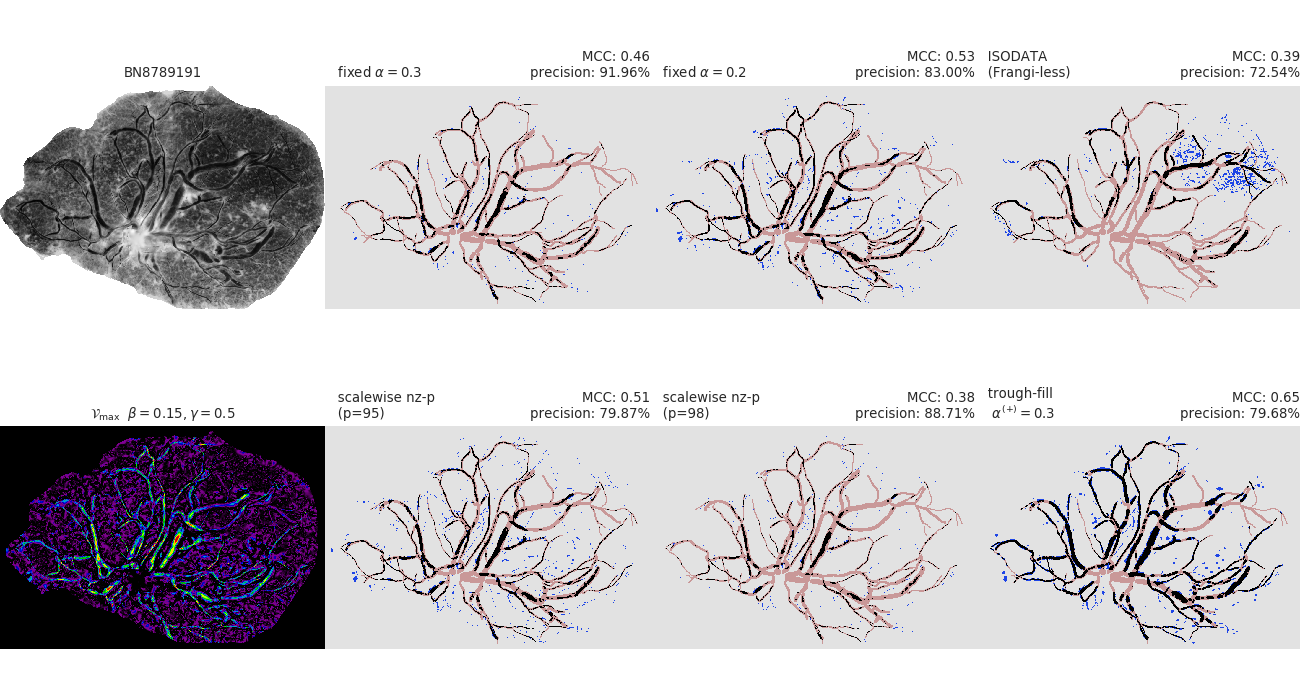 BN8789191
fixed α = 0.3
MCC: 0.46
precision: 91.96%
fixed α = 0.2
MCC: 0.53
precision: 83.00%
ISODATA
(Frangi-less)
MCC: 0.39
precision: 72.54%
𝒱max β = 0.15, γ = 0.5
scalewise nz-p
(p=95)
MCC: 0.51
precision: 79.87%
scalewise nz-p
(p=98)
MCC: 0.38
precision: 88.71%
trough-fill
α(+) = 0.3
MCC: 0.65
precision: 79.68%